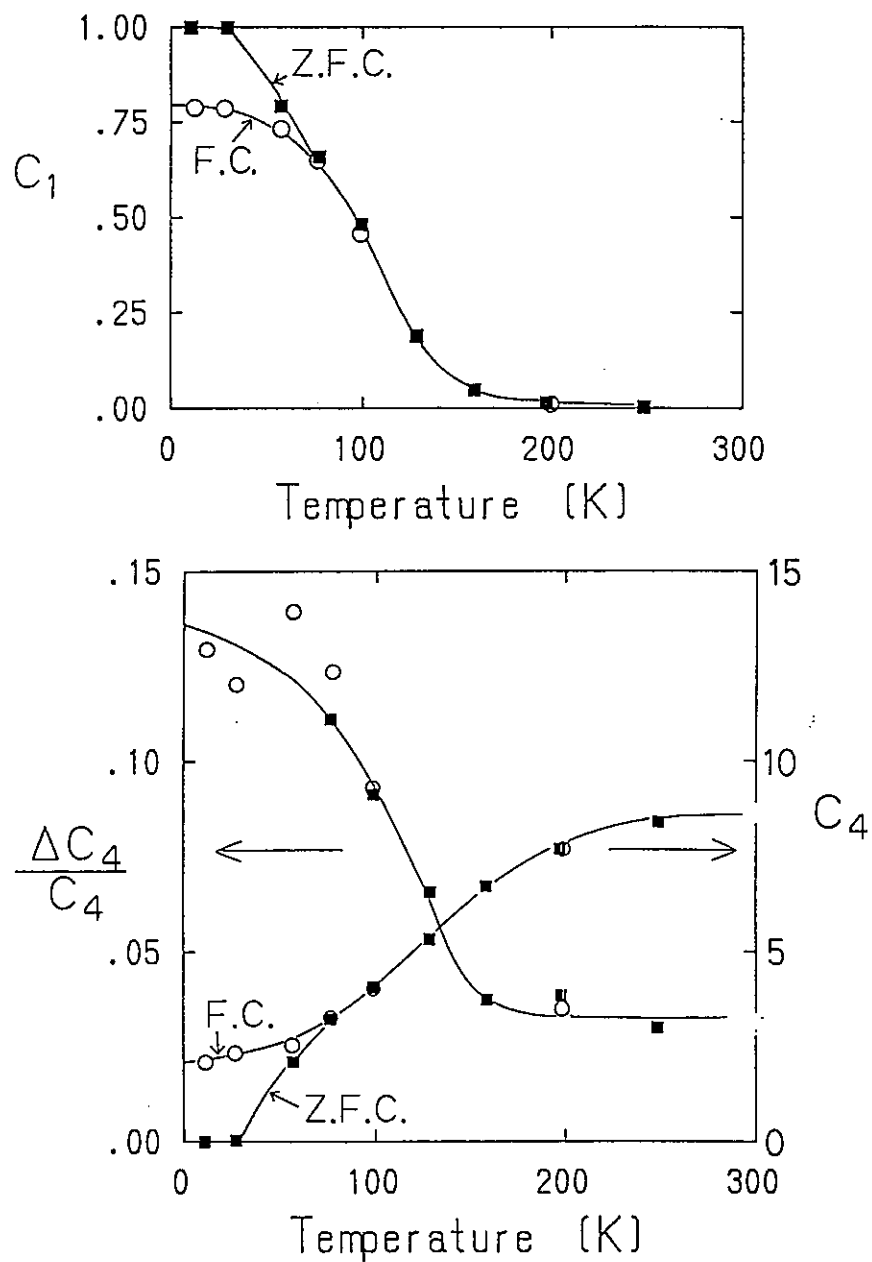 1.00
Z.F.C.
.75
F.C.
C₁
.50
.25
.00
0 100 200 300
Temperature (K)
.15 15
.10 10
ΔC₄ C₄
C₄
.05 5
F.C.
Z.F.C.
.00 0
0 100 200 300
Temperature (K)